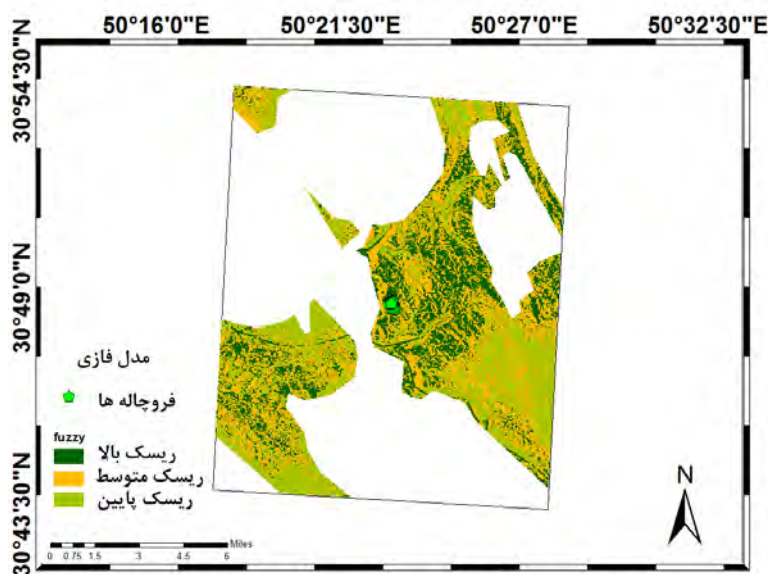 50°16'0"E 50°21'30"E 50°27'0"E 50°32'30"E
30°54'30"N
30°49'0"N
30°43'30"N
مدل فازی
فروچاله ها
fuzzy
ریسک بالا
ریسک متوسط
ریسک پایین
N
Miles
0 0.75 1.5 3 4.5 6